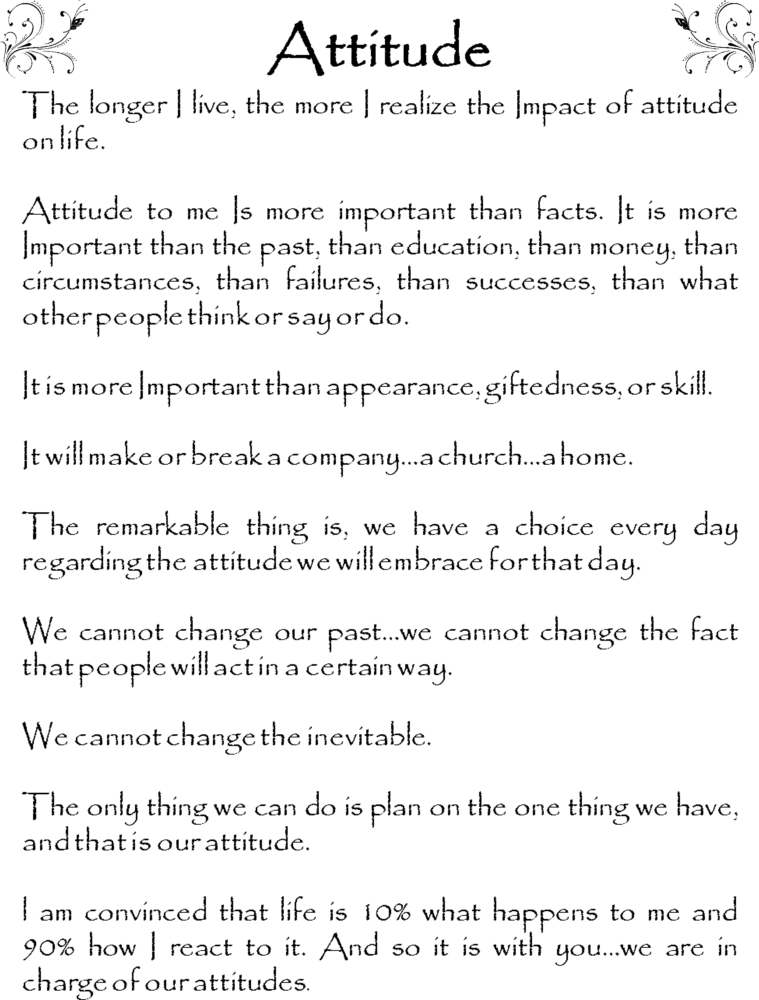 Attitude
The longer I live, the more I realize the Impact of attitude
on life.
Attitude to me Is more important than facts. It is more
Important than the past, than education, than money, than
circumstances, than failures, than successes, than what
other people think or say or do.
It is more Important than appearance, giftedness, or skill.
It will make or break a company...a church...a home.
The remarkable thing is, we have a choice every day
regarding the attitude we will embrace for that day.
We cannot change our past...we cannot change the fact
that people will act in a certain way.
We cannot change the inevitable.
The only thing we can do is plan on the one thing we have,
and that is our attitude.
I am convinced that life is 10% what happens to me and
90% how I react to it. And so it is with you...we are in
charge of our attitudes.